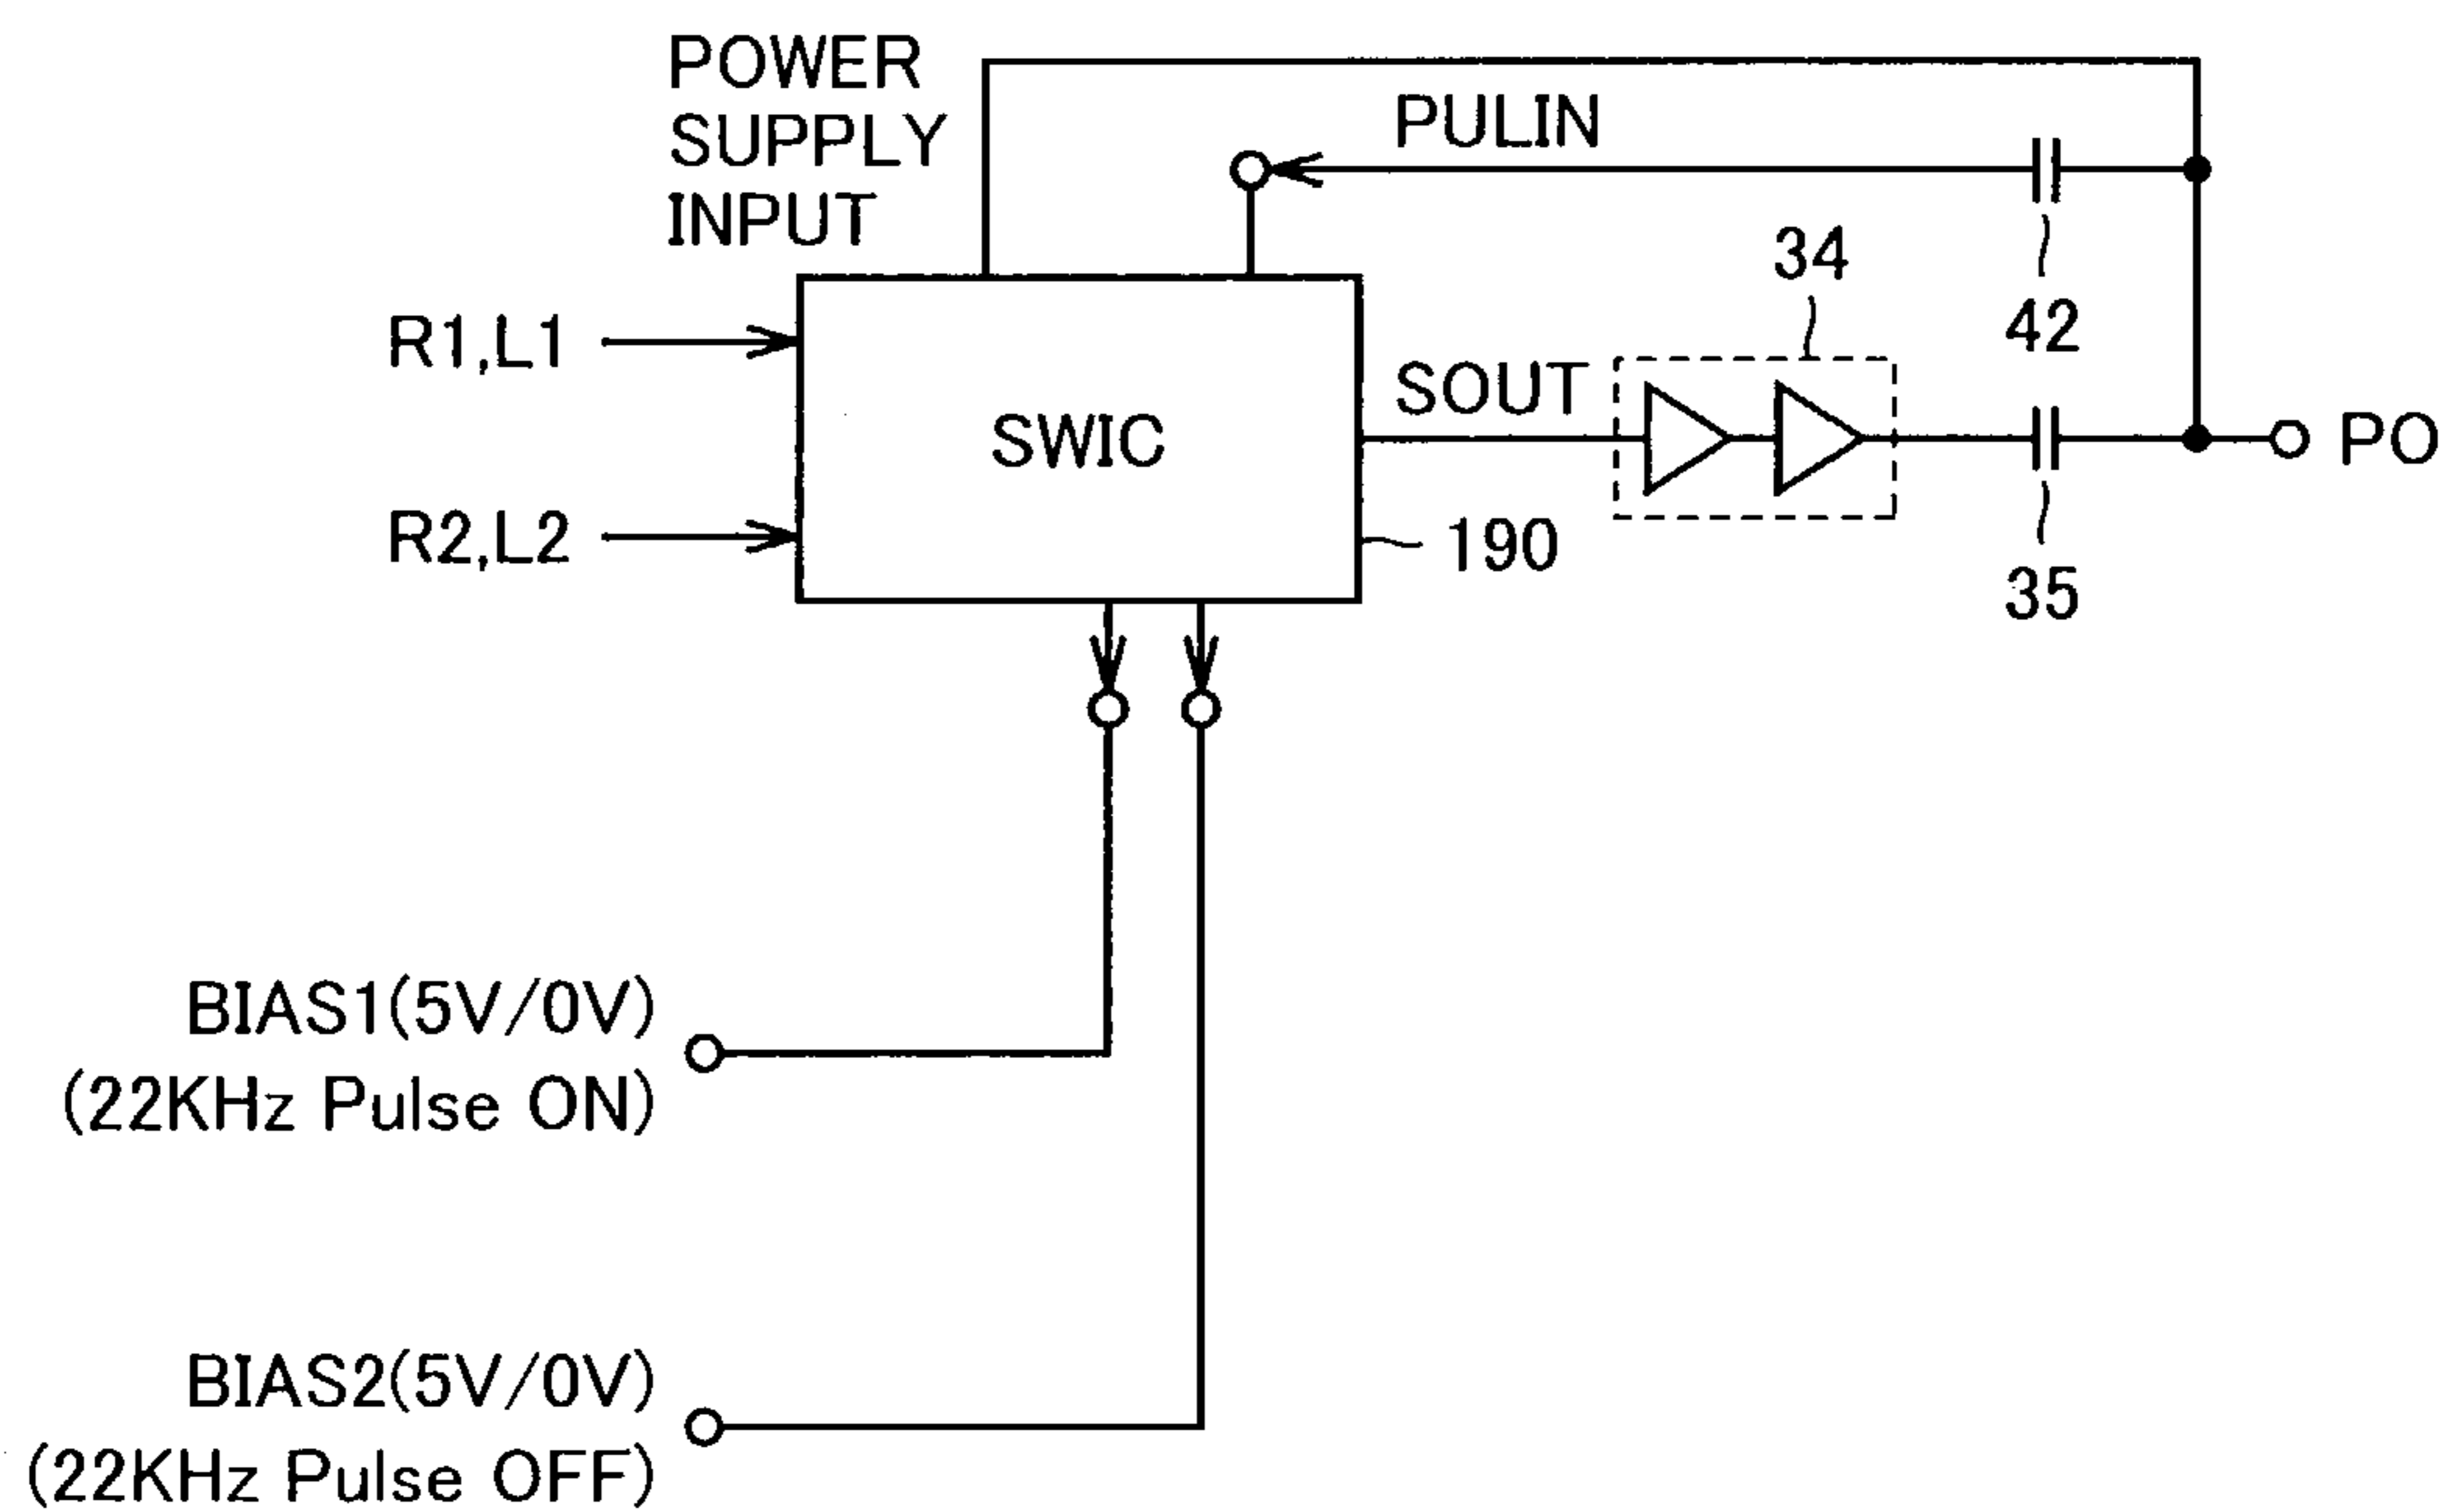 POWER
SUPPLY
INPUT
PULIN
34
42
R1,L1
SOUT
SWIC
PO
R2,L2
190
35
BIAS1(5V/0V)
(22KHz Pulse ON)
BIAS2(5V/0V)
(22KHz Pulse OFF)